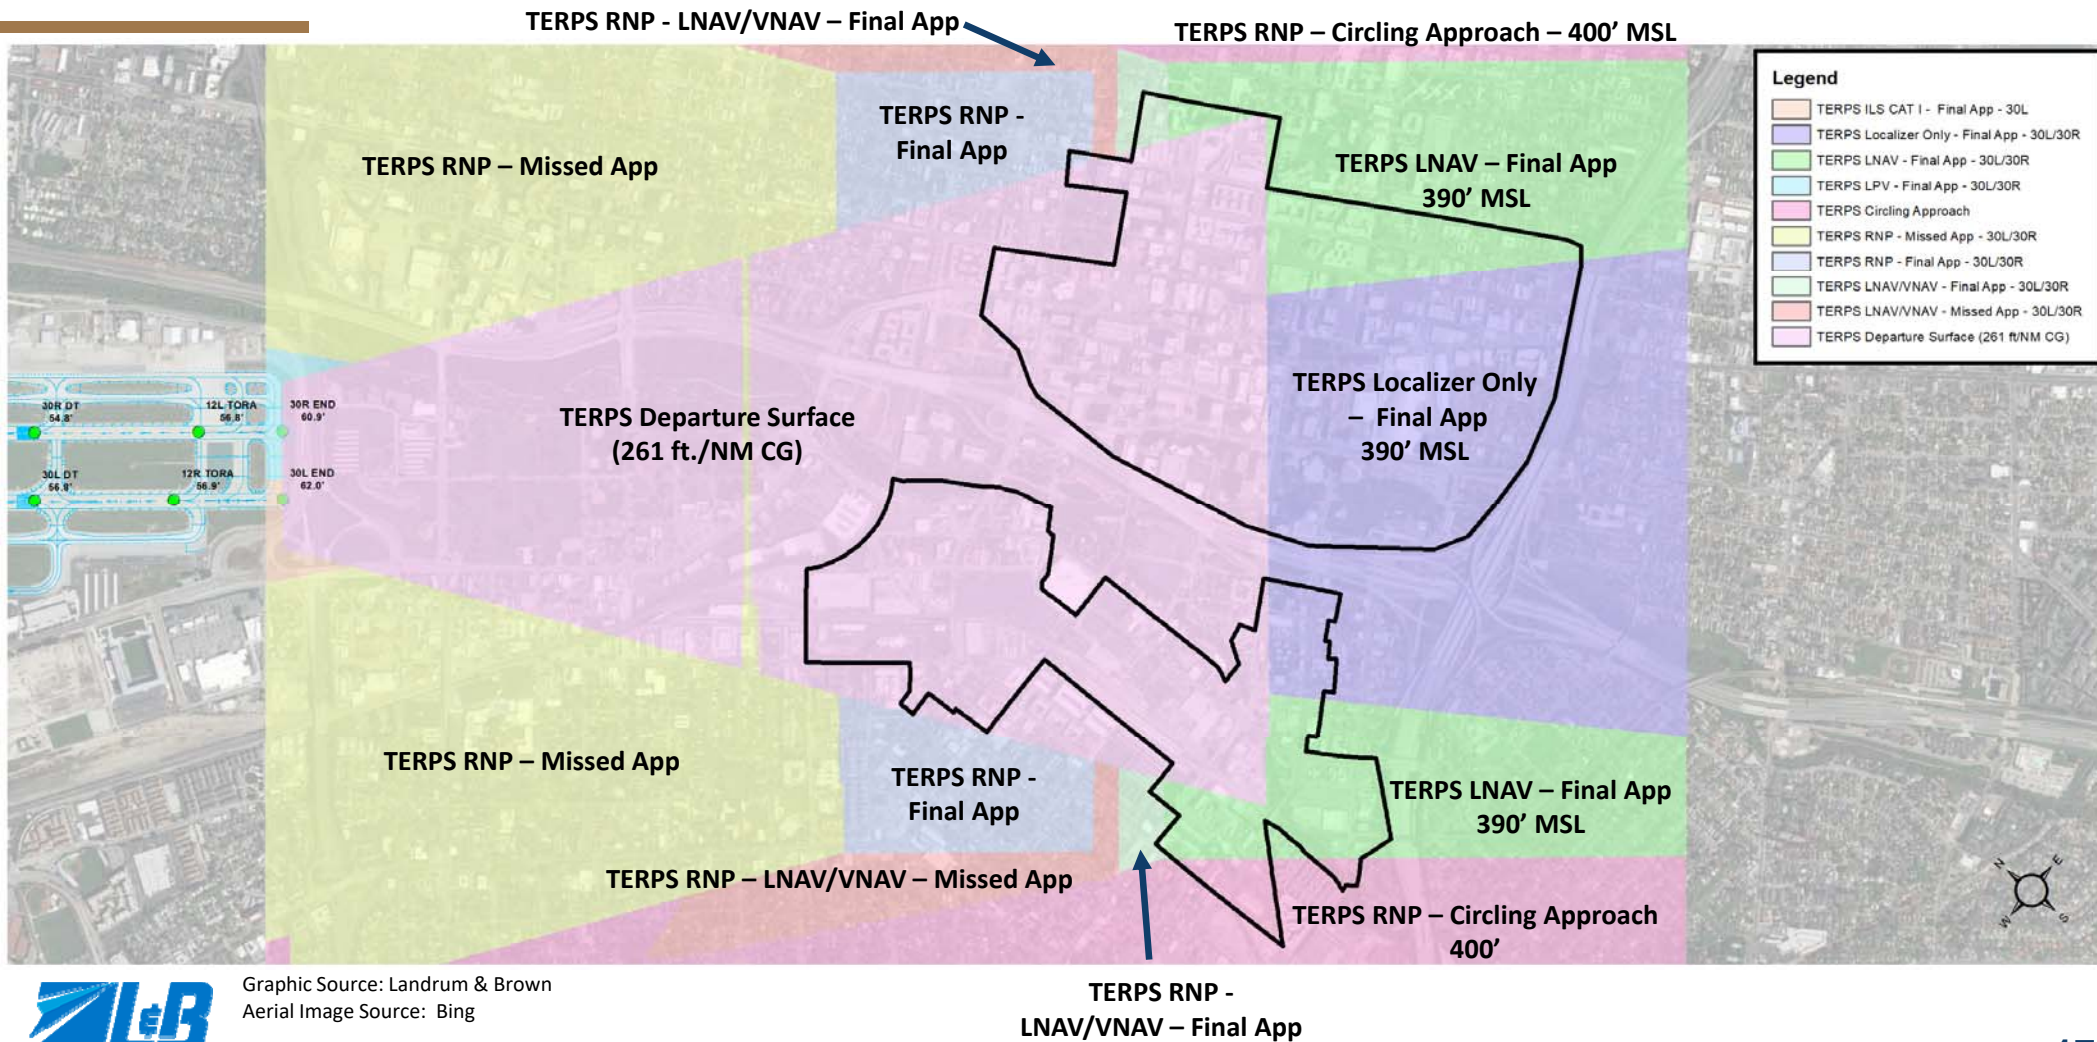 TERPS RNP - LNAV/VNAV – Final App
TERPS RNP – Circling Approach – 400’ MSL
Legend
TERPS ILS CAT I - Final App - 30L
TERPS Localizer Only - Final App - 30L/30R
TERPS LNAV - Final App - 30L/30R
TERPS LPV - Final App - 30L/30R
TERPS Circling Approach
TERPS RNP - Missed App - 30L/30R
TERPS RNP - Final App - 30L/30R
TERPS LNAV/VNAV - Final App - 30L/30R
TERPS LNAV/VNAV - Missed App - 30L/30R
TERPS Departure Surface (261 ft/NM CG)
TERPS RNP -
Final App
TERPS RNP – Missed App
TERPS LNAV – Final App
390’ MSL
TERPS Localizer Only
– Final App
390’ MSL
TERPS Departure Surface
(261 ft./NM CG)
30R DT
54.8'
12L TORA
56.8'
30R END
60.9'
30L DT
56.9'
12R TORA
56.9'
30L END
62.0'
TERPS RNP – Missed App
TERPS RNP -
Final App
TERPS LNAV – Final App
390’ MSL
TERPS RNP – LNAV/VNAV – Missed App
TERPS RNP – Circling Approach
400’
N
E
W
S
L&B
Graphic Source: Landrum & Brown
Aerial Image Source: Bing
TERPS RNP -
LNAV/VNAV – Final App